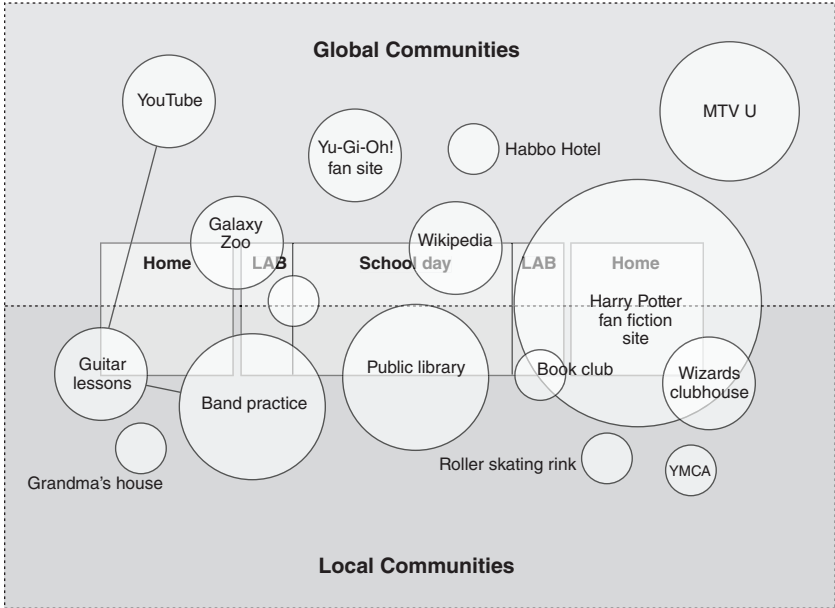 Global Communities
YouTube
MTV U
Yu-Gi-Oh!
fan site
Habbo Hotel
Galaxy
Zoo
Wikipedia
Home
LAB
School day
LAB
Home
Harry Potter
fan fiction
site
Guitar
lessons
Public library
Book club
Wizards
clubhouse
Band practice
Roller skating rink
YMCA
Grandma's house
Local Communities